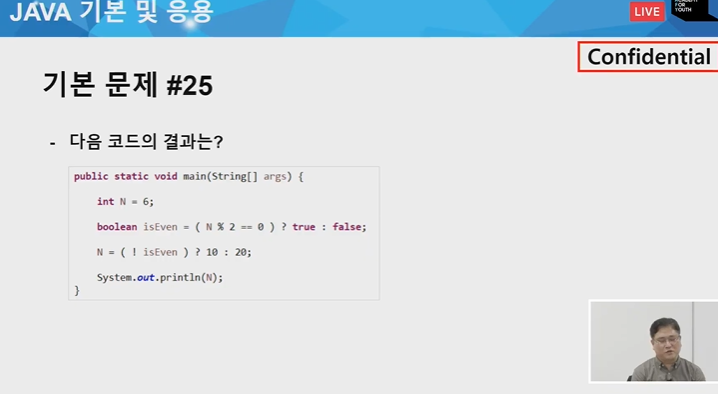 JAVA 기본 및 응용
LIVE
FOR
YOUTH
Confidential
기본 문제 #25
- 다음 코드의 결과는?
public static void main(String[] args) {
int N = 6;
boolean isEven = ( N % 2 == 0 ) ? true : false;
N = ( ! isEven ) ? 10 : 20;
System.out.println(N);
}